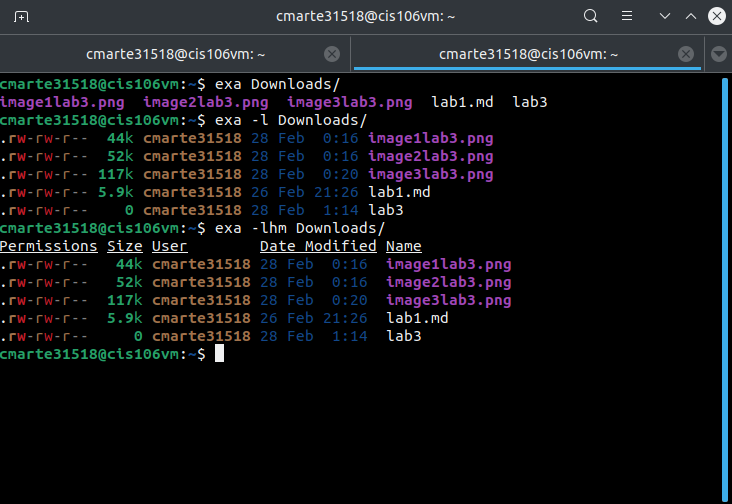 cmarte31518@cis106vm: ~
cmarte31518@cis106vm: ~ cmarte31518@cis106vm: ~
cmarte31518@cis106vm:~$ exa Downloads/
image1lab3.png  image2lab3.png  image3lab3.png  lab1.md  lab3
cmarte31518@cis106vm:~$ exa -l Downloads/
.rw-rw-r--  44k cmarte31518 28 Feb  0:16 image1lab3.png
.rw-rw-r--  52k cmarte31518 28 Feb  0:16 image2lab3.png
.rw-rw-r-- 117k cmarte31518 28 Feb  0:20 image3lab3.png
.rw-rw-r-- 5.9k cmarte31518 26 Feb 21:26 lab1.md
.rw-rw-r--    0 cmarte31518 28 Feb  1:14 lab3
cmarte31518@cis106vm:~$ exa -lhm Downloads/
Permissions Size User        Date Modified Name
.rw-rw-r--   44k cmarte31518 28 Feb  0:16  image1lab3.png
.rw-rw-r--   52k cmarte31518 28 Feb  0:16  image2lab3.png
.rw-rw-r--  117k cmarte31518 28 Feb  0:20  image3lab3.png
.rw-rw-r--  5.9k cmarte31518 26 Feb 21:26  lab1.md
.rw-rw-r--     0 cmarte31518 28 Feb  1:14  lab3
cmarte31518@cis106vm:~$